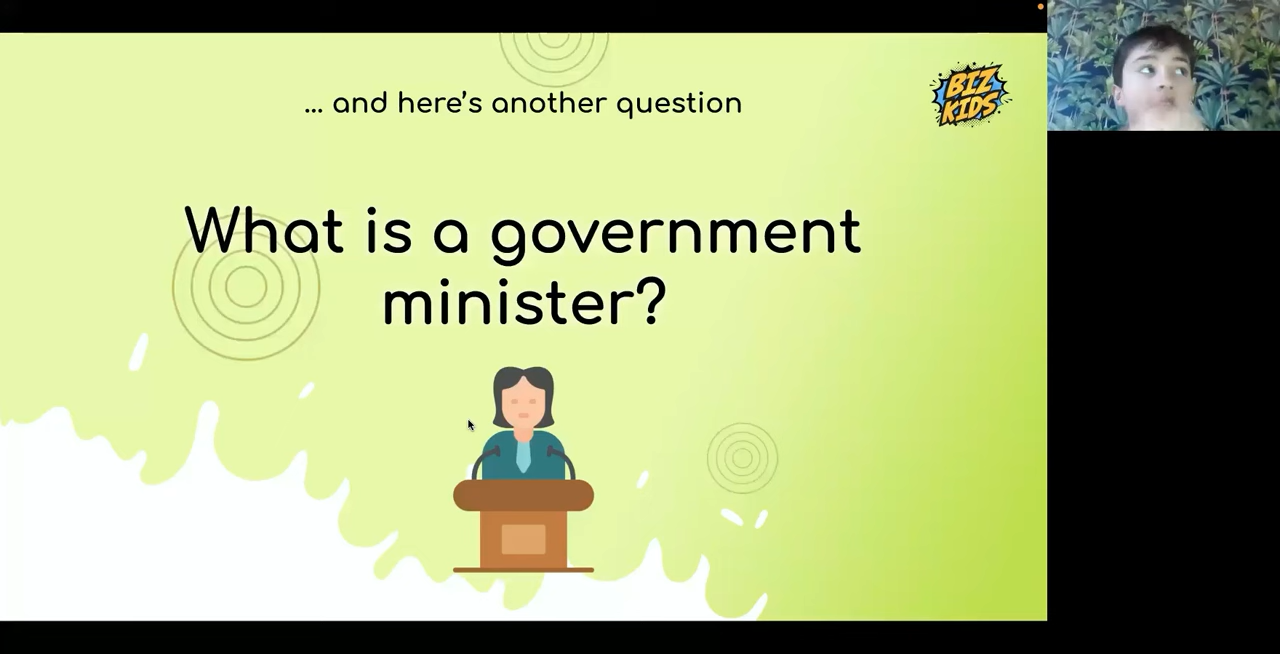 ... and here's another question
BIZ
KIDS
What is a government
minister?